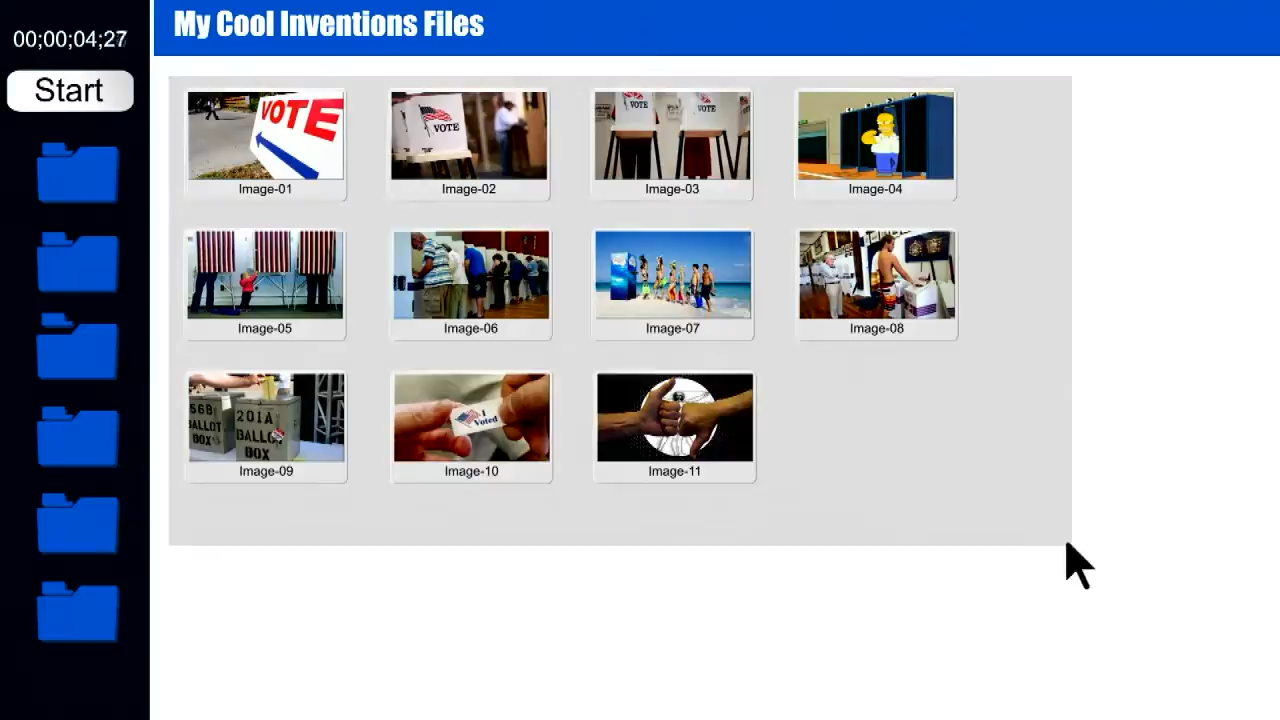 My Cool Inventions Files
00;00;04;27
Start
VOTE
Image-01
VOTE
Image-02
VOTE
VOTE
Image-03
Image-04
Image-05
Image-06
Image-07
Image-08
56B
BALLOT
BOX
201A
BALLO
BOX
Image-09
I
Voted
Image-10
Image-11